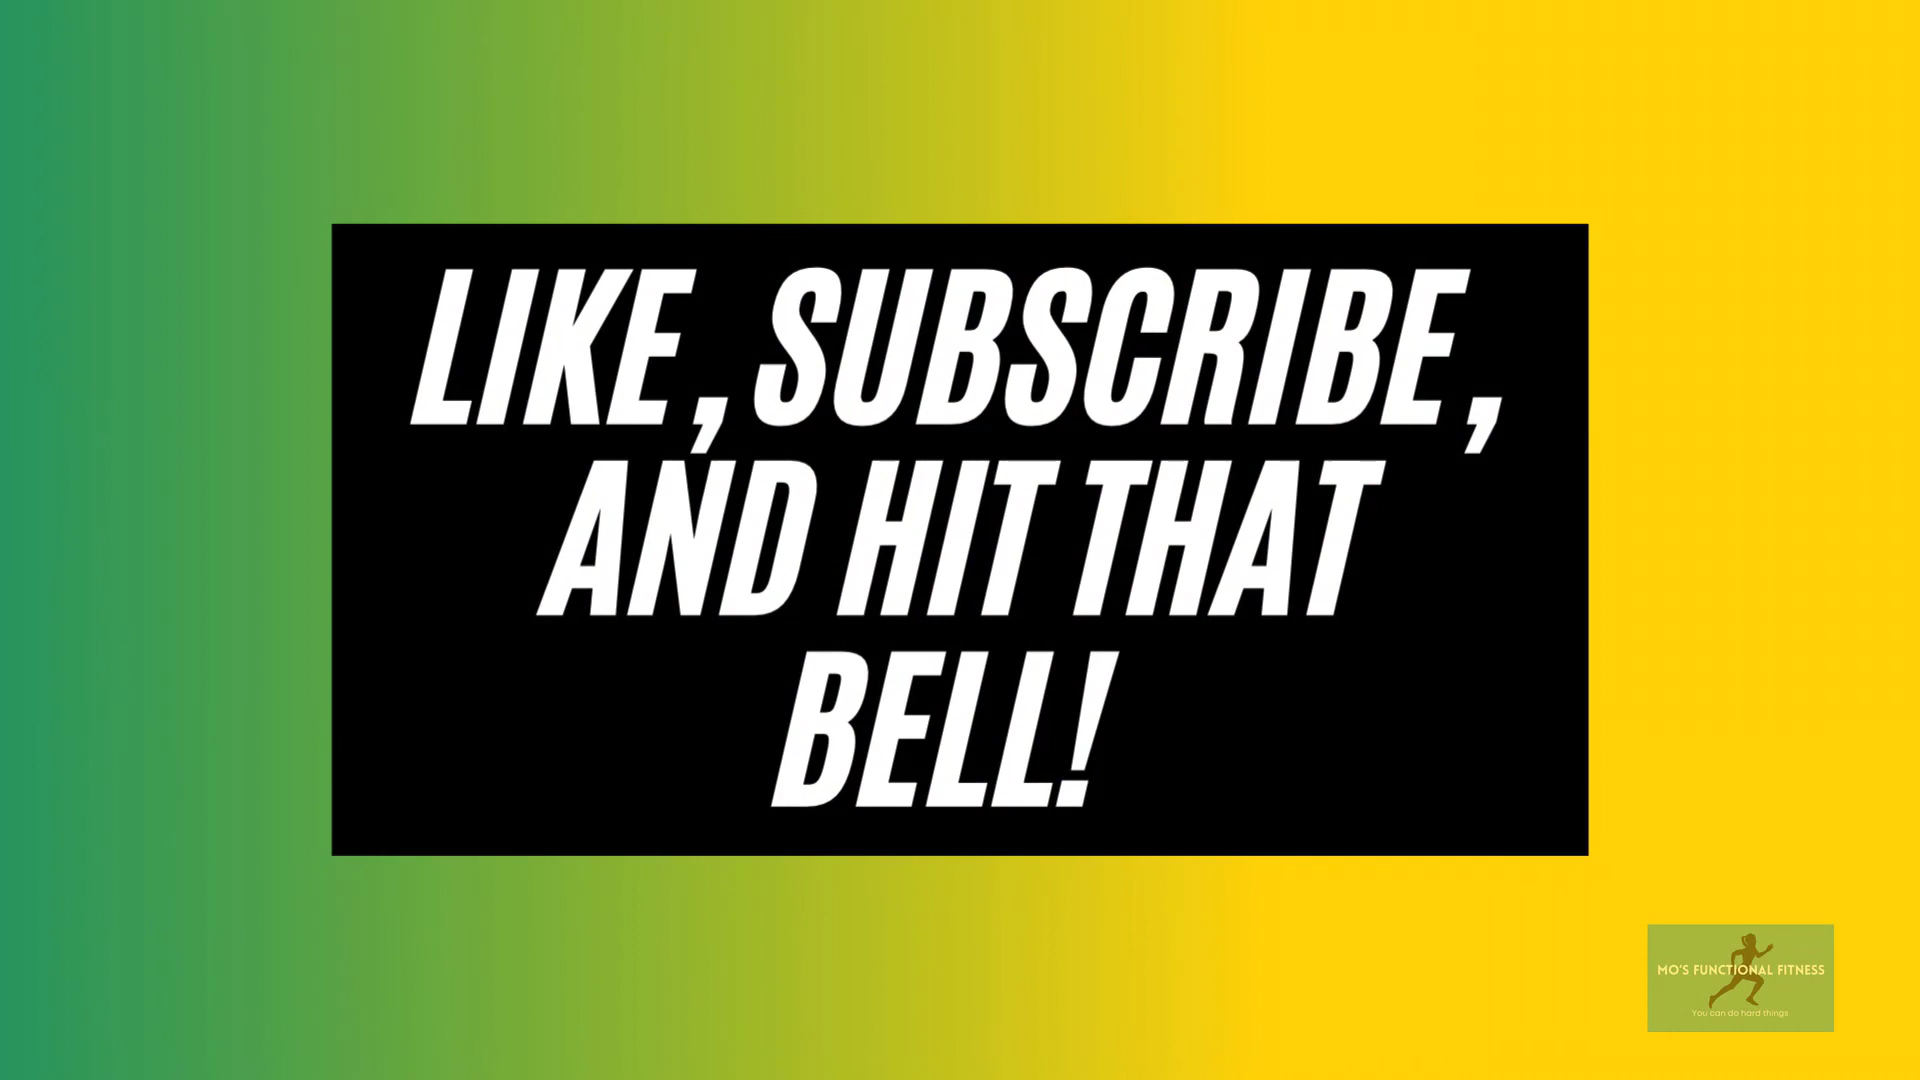 LIKE, SUBSCRIBE,
AND HIT THAT
BELL!
MO'S FUNCTIONAL FITNESS
You can do hard things